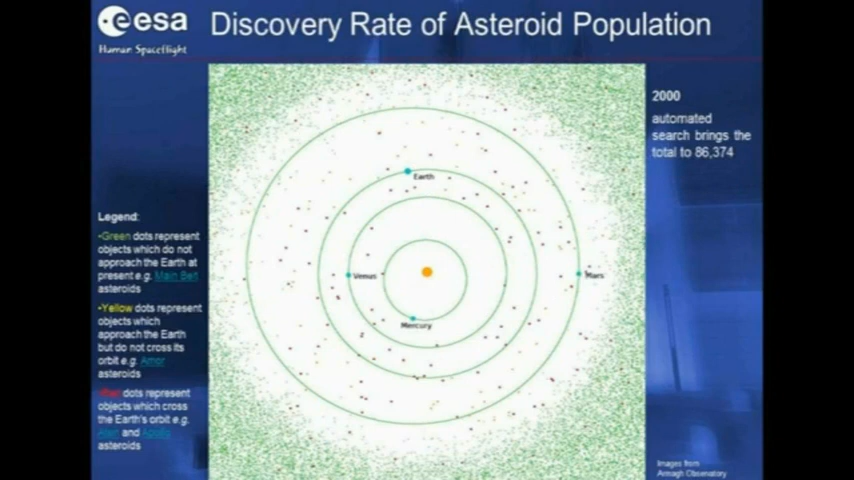 esa
Human Spaceflight
Discovery Rate of Asteroid Population
2000
automated
search brings the
total to 86,374
Earth
Venus
Mars
Mercury
Legend:
•Green dots represent
objects which do not
approach the Earth at
present e.g. Main Belt
asteroids
•Yellow dots represent
objects which
approach the Earth
but do not cross its
orbit e.g. Amor
asteroids
•Red dots represent
objects which cross
the Earth's orbit e.g.
Aten and Apollo
asteroids
Images from
Armagh Observatory